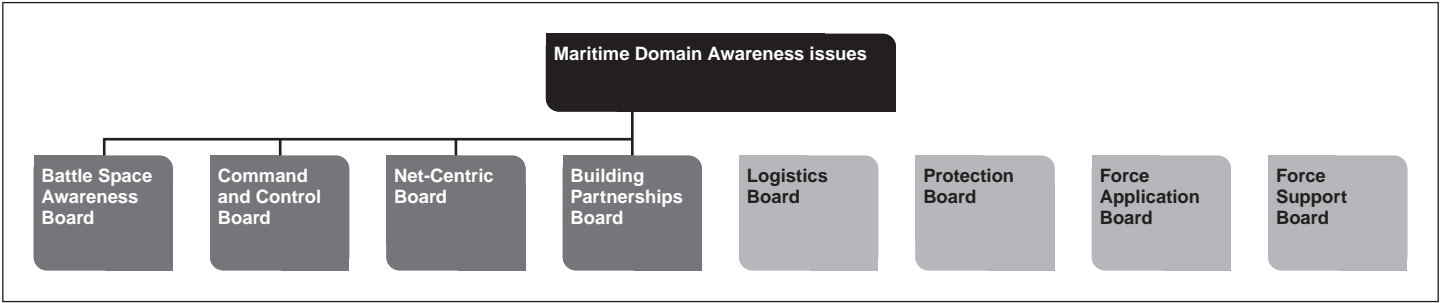 Maritime Domain Awareness issues
Battle Space
Awareness
Board
Command
and Control
Board
Net-Centric
Board
Building
Partnerships
Board
Logistics
Board
Protection
Board
Force
Application
Board
Force
Support
Board